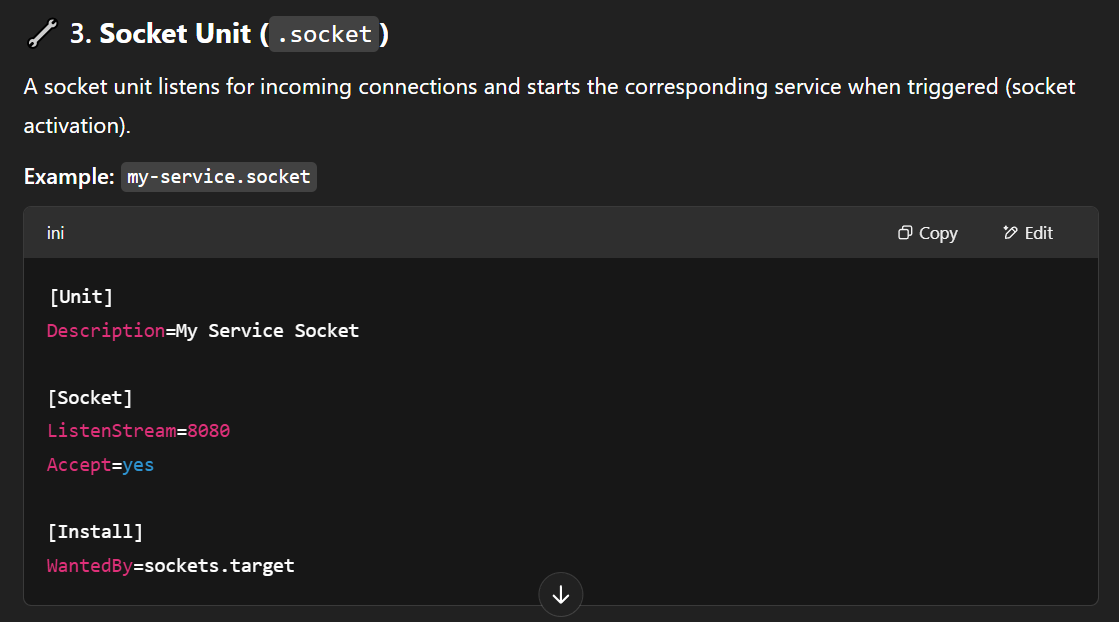 3. Socket Unit (.socket)
A socket unit listens for incoming connections and starts the corresponding service when triggered (socket
activation).
Example: my-service.socket
ini Copy Edit
[Unit]
Description=My Service Socket
[Socket]
ListenStream=8080
Accept=yes
[Install]
WantedBy=sockets.target